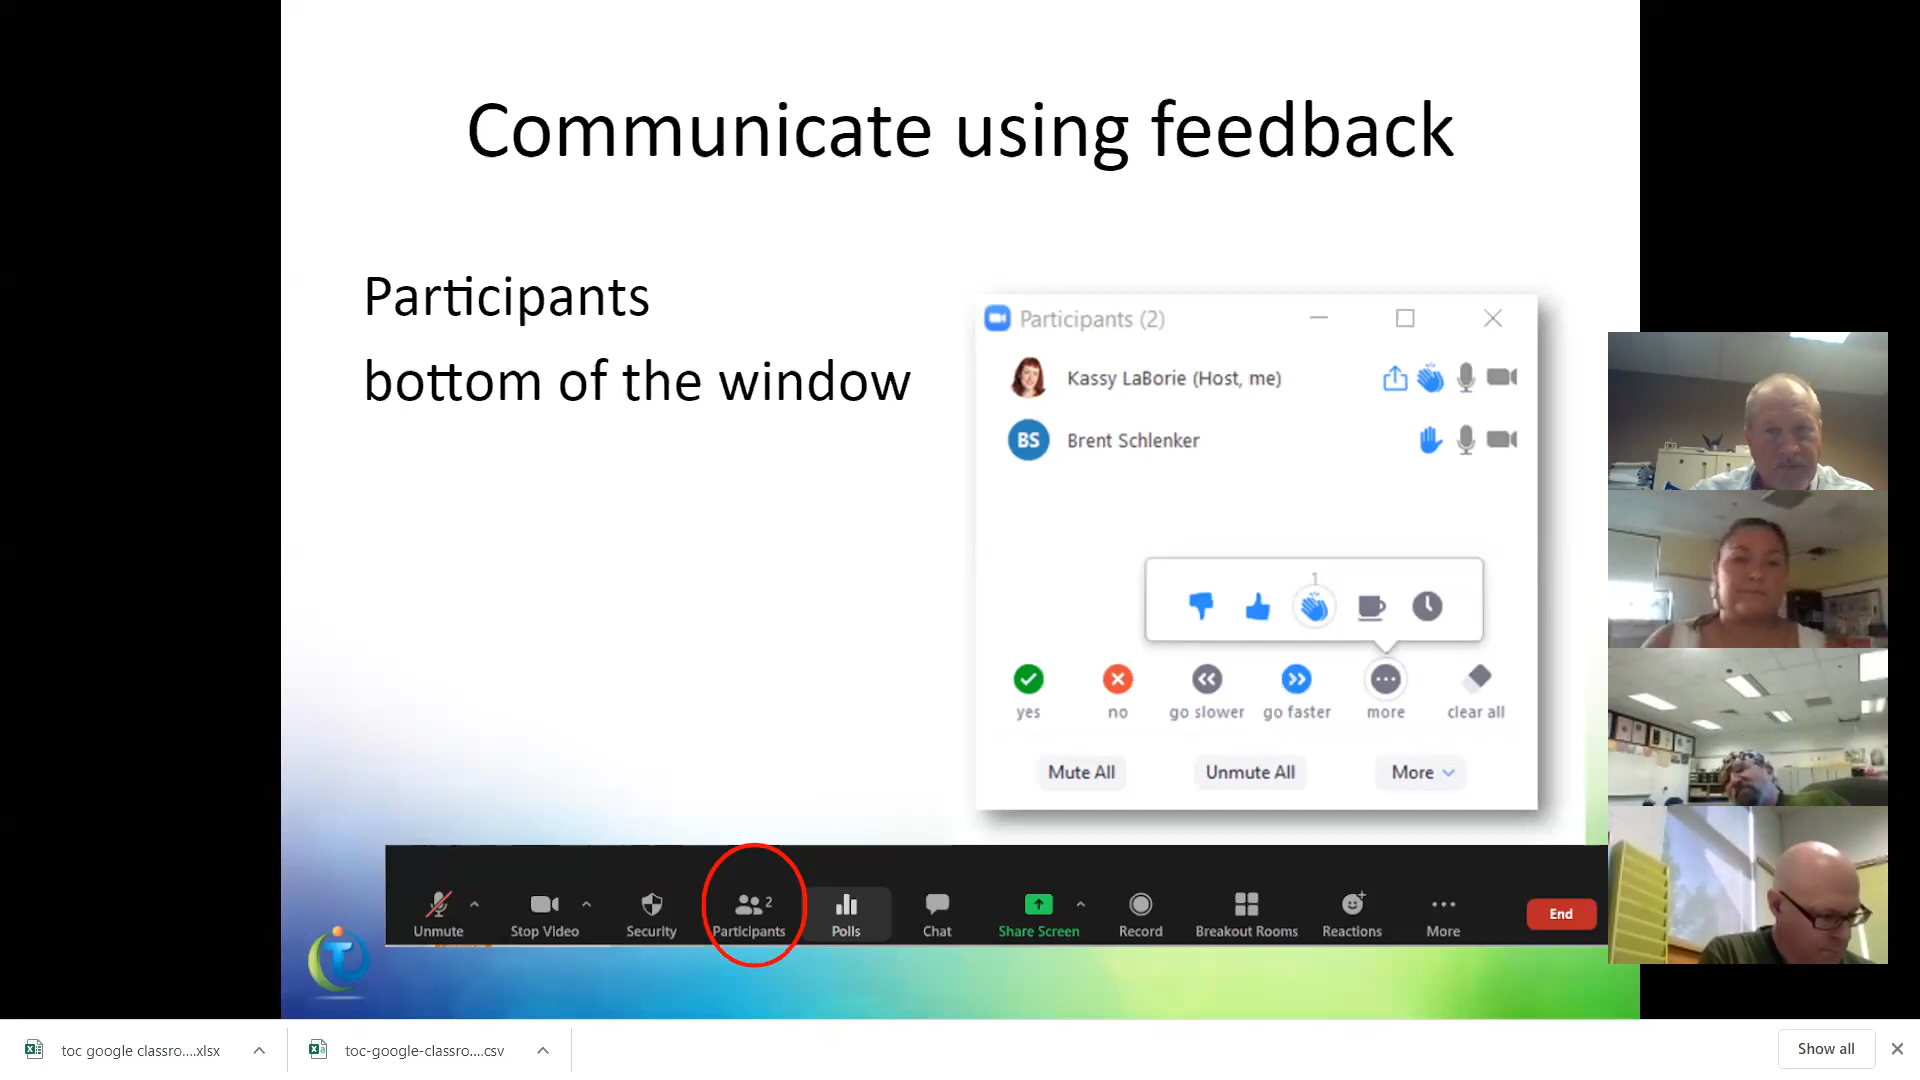 Communicate using feedback
Participants
bottom of the window
Participants (2)
Kassy LaBorie (Host, me)
BS Brent Schlenker
1
yes no go slower go faster more clear all
Mute All Unmute All More
2
Unmute Stop Video Security Participants Polls Chat Share Screen Record Breakout Rooms Reactions More End
toc google classro....xlsx toc-google-classro....csv Show all